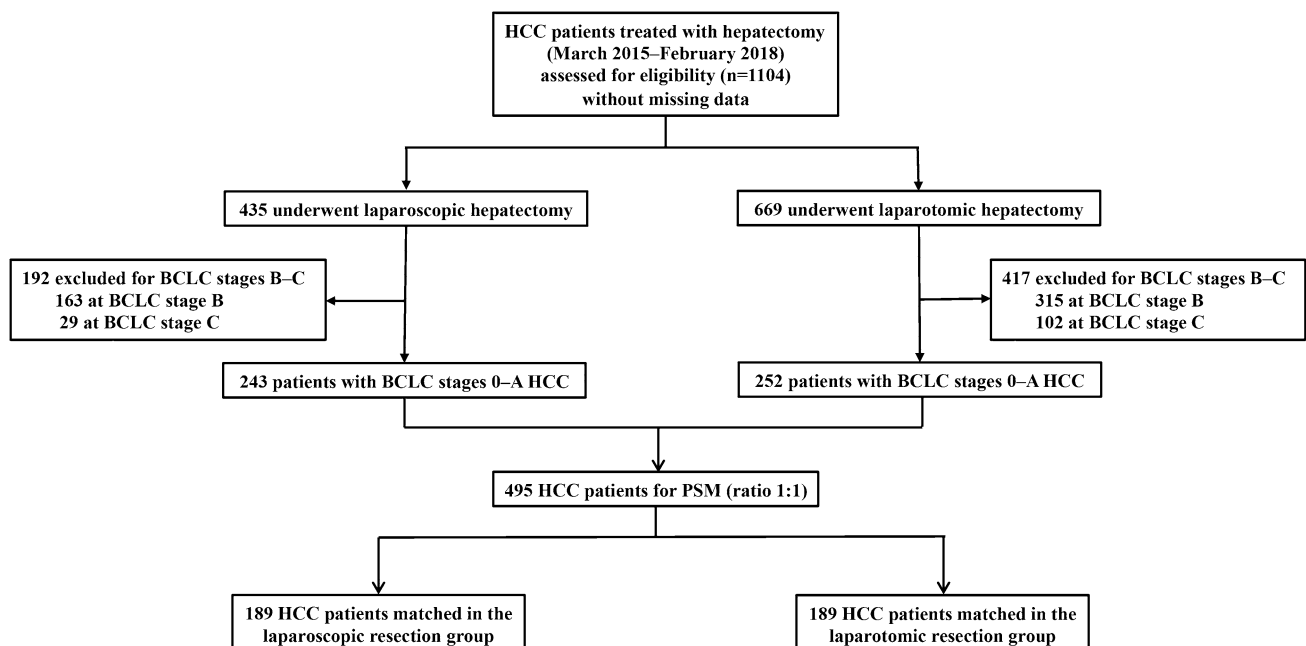 HCC patients treated with hepatectomy
(March 2015–February 2018)
assessed for eligibility (n=1104)
without missing data
435 underwent laparoscopic hepatectomy
669 underwent laparotomic hepatectomy
192 excluded for BCLC stages B–C
163 at BCLC stage B
29 at BCLC stage C
417 excluded for BCLC stages B–C
315 at BCLC stage B
102 at BCLC stage C
243 patients with BCLC stages 0–A HCC
252 patients with BCLC stages 0–A HCC
495 HCC patients for PSM (ratio 1:1)
189 HCC patients matched in the
laparoscopic resection group
189 HCC patients matched in the
laparotomic resection group